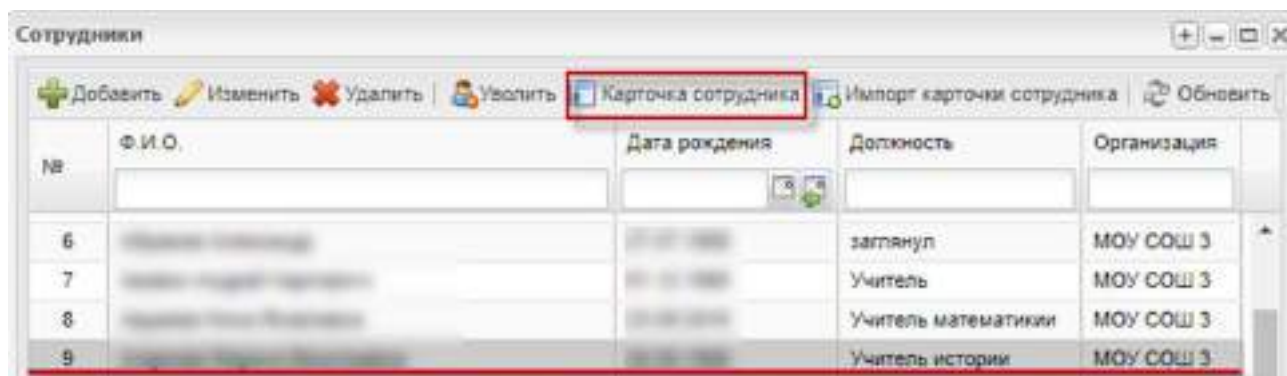 Сотрудники
Добавить Изменить Удалить Уволить Карточка сотрудника Импорт карточки сотрудника Обновить
№ Ф.И.О. Дата рождения Должность Организация
6 заглянул МОУ СОШ 3
7 Учитель МОУ СОШ 3
8 Учитель математикии МОУ СОШ 3
9 Учитель истории МОУ СОШ 3